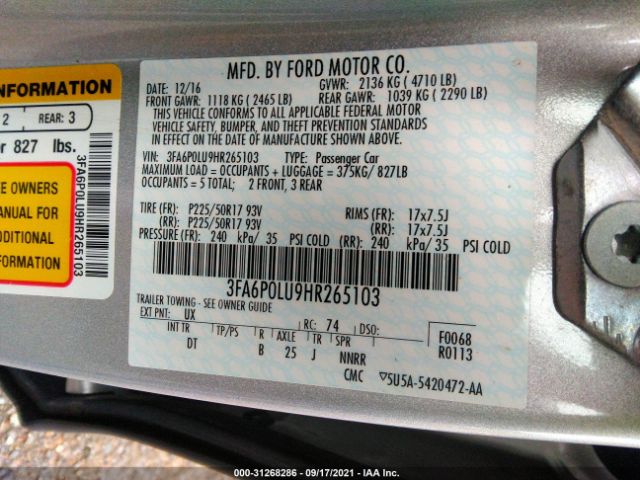 INFORMATION
2 REAR: 3
827 lbs.
SEE OWNERS
MANUAL FOR
ADDITIONAL
INFORMATION
3FA6P0LU9HR265103
MFD. BY FORD MOTOR CO.
DATE: 12/16 GVWR: 2136 KG ( 4710 LB)
FRONT GAWR: 1118 KG ( 2465 LB) REAR GAWR: 1039 KG ( 2290 LB)
THIS VEHICLE CONFORMS TO ALL APPLICABLE FEDERAL MOTOR
VEHICLE SAFETY, BUMPER, AND THEFT PREVENTION STANDARDS IN
EFFECT ON THE DATE OF MANUFACTURE SHOWN ABOVE.
VIN: 3FA6P0LU9HR265103 TYPE: Passenger Car
MAXIMUM LOAD = OCCUPANTS + LUGGAGE = 375KG/ 827LB
OCCUPANTS = 5 TOTAL; 2 FRONT, 3 REAR
TIRE (FR): P225/50R17 93V RIMS (FR): 17x7.5J
(RR): P225/50R17 93V (RR): 17x7.5J
PRESSURE (FR): 240 kPa/ 35 PSI COLD (RR): 240 kPa/ 35 PSI COLD
3FA6P0LU9HR265103
TRAILER TOWING - SEE OWNER GUIDE
EXT PNT: UX RC: 74 DSO: F0068
INT TR TP/PS R AXLE TR SPR R0113
DT B 25 J NNRR
CMC ▽5U5A-5420472-AA
000-31268286 - 09/17/2021 - IAA Inc.